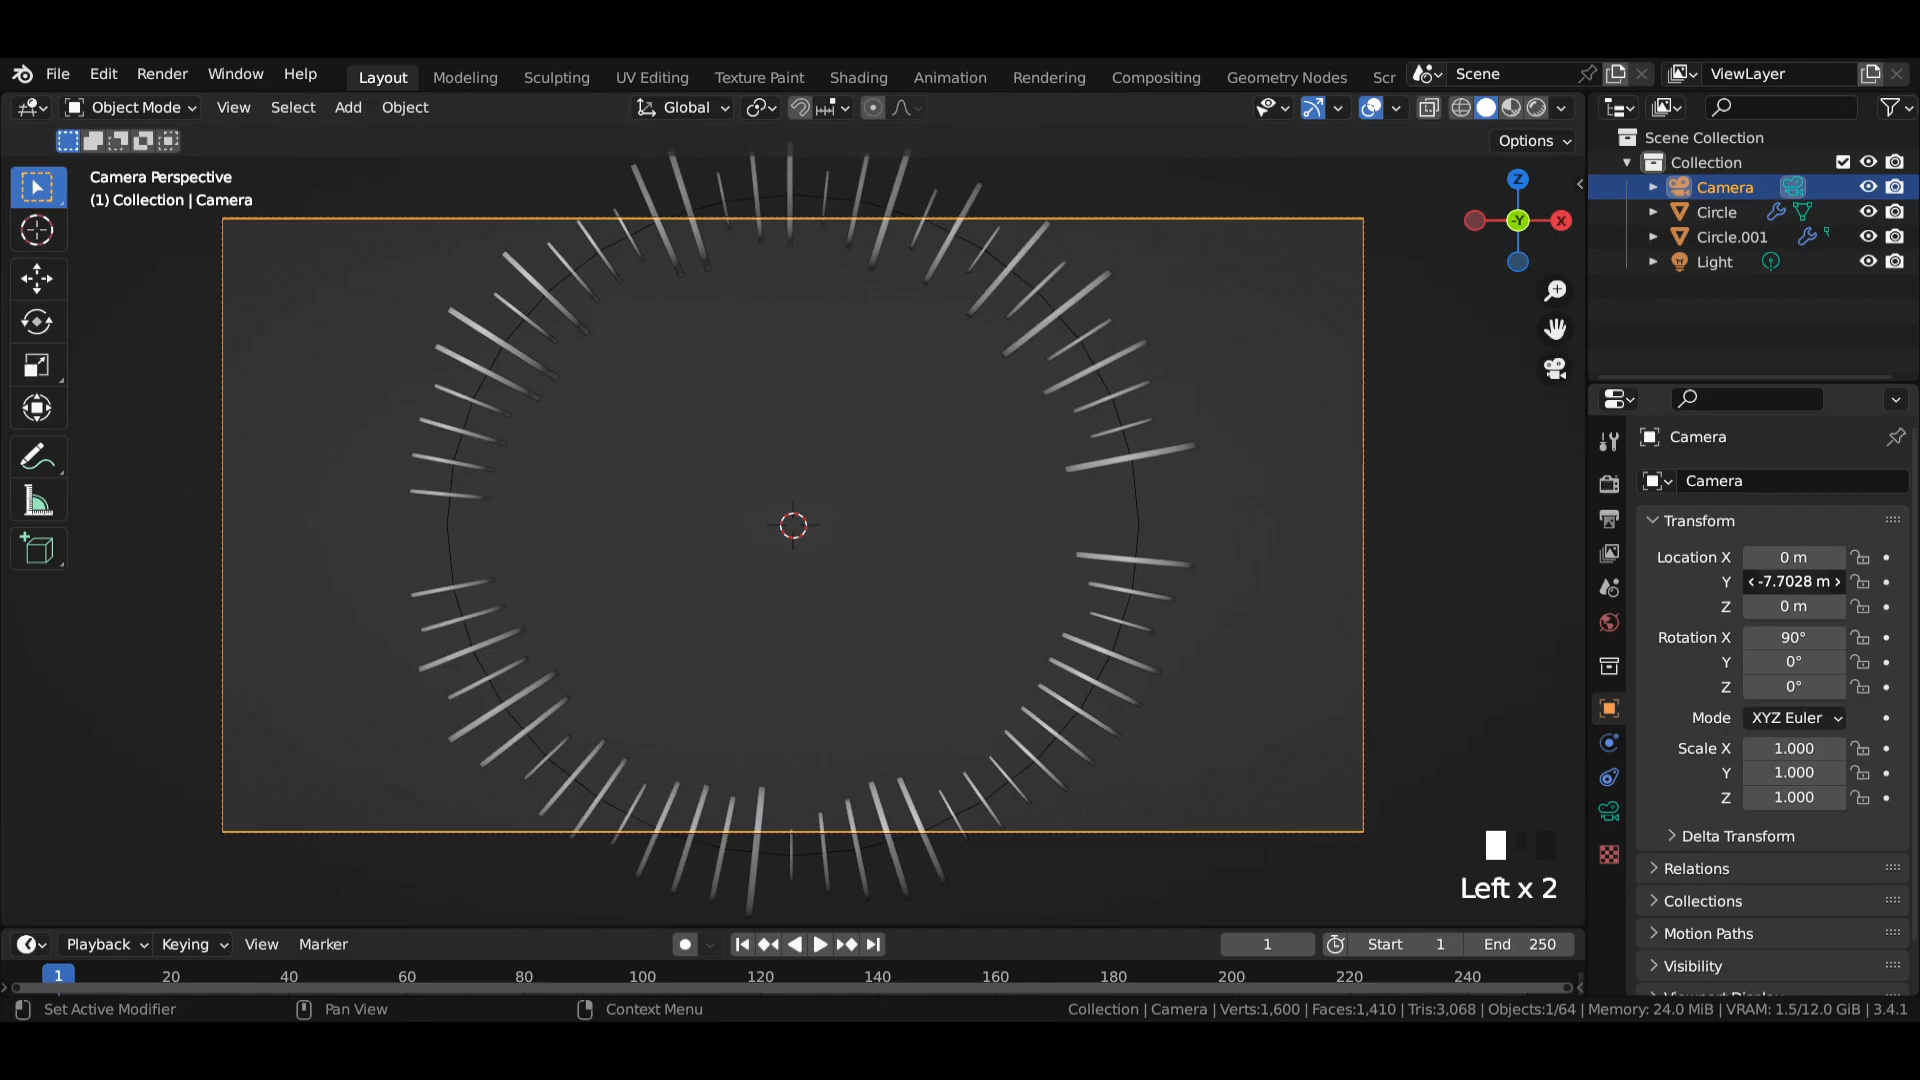 File Edit Render Window Help Layout Modeling Sculpting UV Editing Texture Paint Shading Animation Rendering Compositing Geometry Nodes Scr Scene ViewLayer
Object Mode View Select Add Object Global
Options
Camera Perspective
(1) Collection | Camera
Z
-Y
X
Scene Collection
Collection
Camera
Circle
Circle.001
Light
Camera
Camera
Transform
Location X 0 m
Y -7.7028 m
Z 0 m
Rotation X 90°
Y 0°
Z 0°
Mode XYZ Euler
Scale X 1.000
Y 1.000
Z 1.000
Delta Transform
Relations
Collections
Motion Paths
Visibility
Left x 2
Playback Keying View Marker 1 Start 1 End 250
1 20 40 60 80 100 120 140 160 180 200 220 240
Set Active Modifier Pan View Context Menu Collection | Camera | Verts:1,600 | Faces:1,410 | Tris:3,068 | Objects:1/64 | Memory: 24.0 MiB | VRAM: 1.5/12.0 GiB | 3.4.1